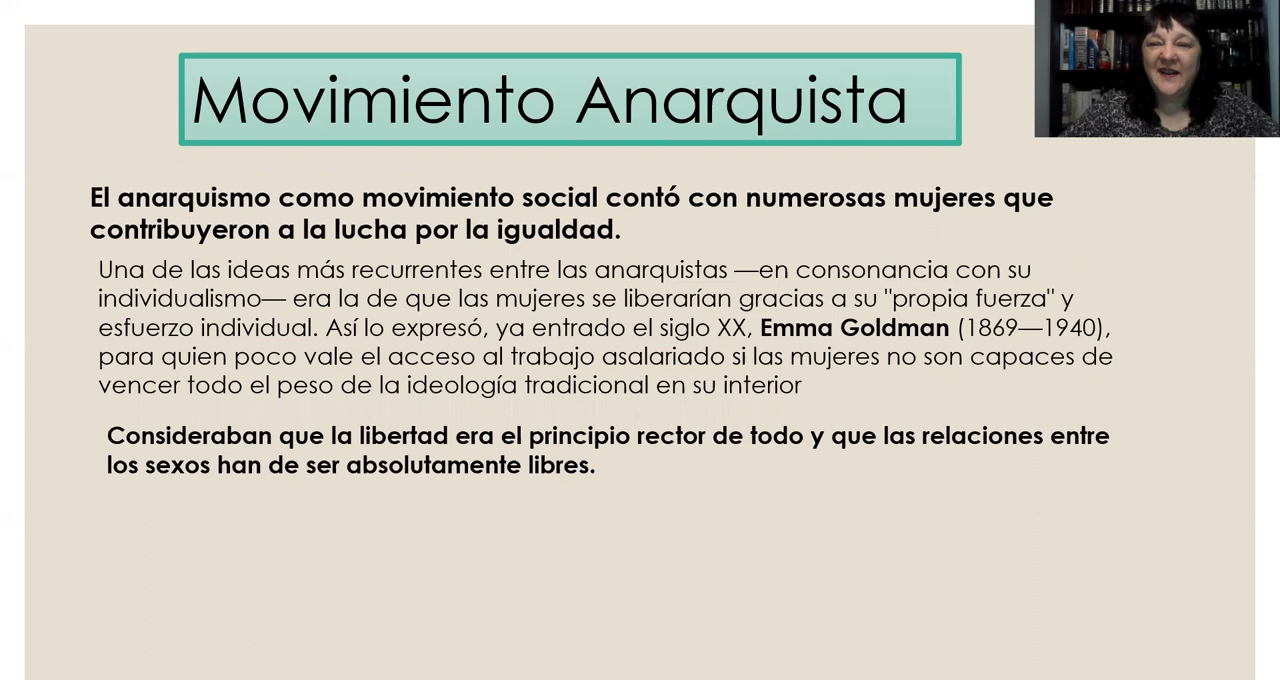 Movimiento Anarquista
El anarquismo como movimiento social contó con numerosas mujeres que
contribuyeron a la lucha por la igualdad.
Una de las ideas más recurrentes entre las anarquistas —en consonancia con su
individualismo— era la de que las mujeres se liberarían gracias a su "propia fuerza" y
esfuerzo individual. Así lo expresó, ya entrado el siglo XX, Emma Goldman (1869—1940),
para quien poco vale el acceso al trabajo asalariado si las mujeres no son capaces de
vencer todo el peso de la ideología tradicional en su interior
Consideraban que la libertad era el principio rector de todo y que las relaciones entre
los sexos han de ser absolutamente libres.